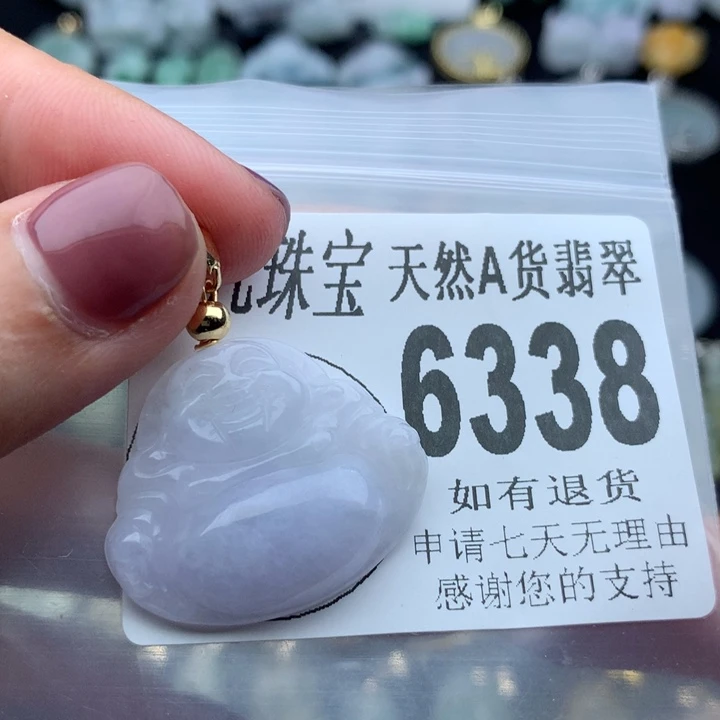 珠宝 天然A货翡翠
6338
如有退货
申请七天无理由
感谢您的支持